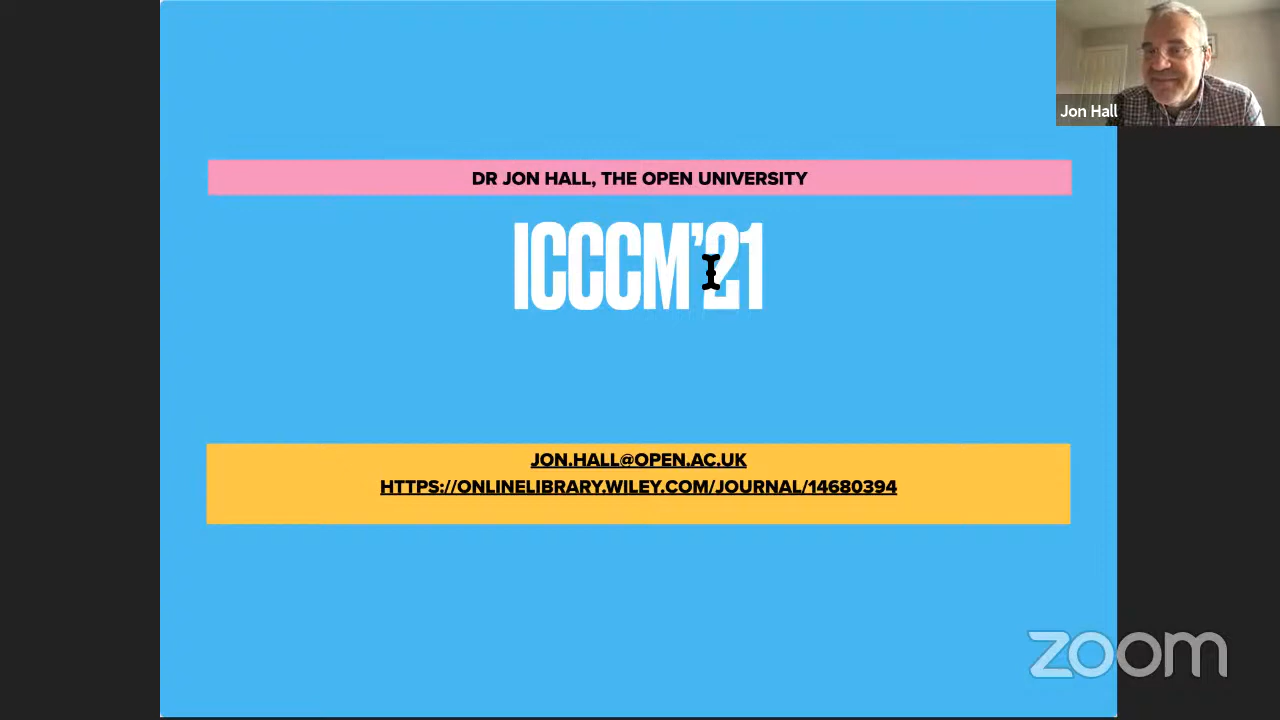 Jon Hall
DR JON HALL, THE OPEN UNIVERSITY
ICCCM'21
JON.HALL@OPEN.AC.UK
HTTPS://ONLINELIBRARY.WILEY.COM/JOURNAL/14680394
zoom